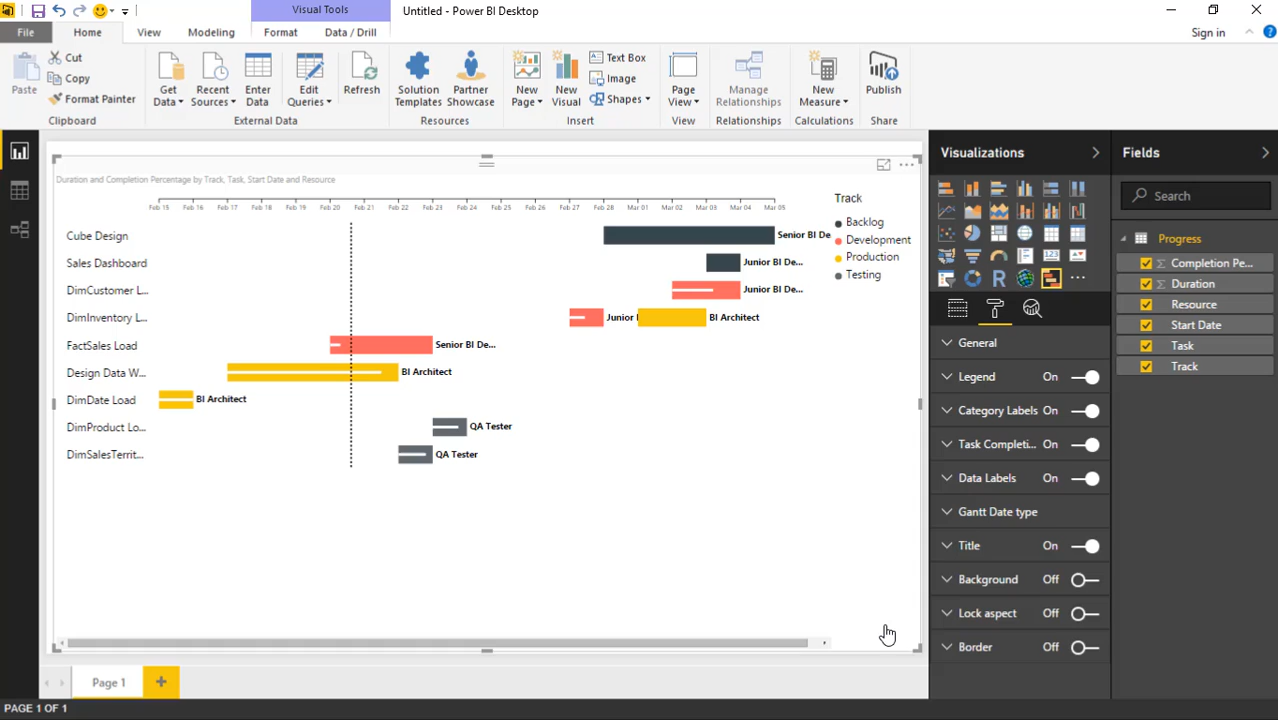 Visual Tools
Untitled - Power BI Desktop
File
Home
View
Modeling
Format
Data / Drill
Sign in
Paste
Cut
Copy
Format Painter
Clipboard
Get Data
Recent Sources
Enter Data
Edit Queries
Refresh
External Data
Solution Templates
Partner Showcase
Resources
New Page
New Visual
Text Box
Image
Shapes
Insert
Page View
View
Manage Relationships
Relationships
New Measure
Calculations
Publish
Share
Duration and Completion Percentage by Track, Task, Start Date and Resource
Feb 15 Feb 16 Feb 17 Feb 18 Feb 19 Feb 20 Feb 21 Feb 22 Feb 23 Feb 24 Feb 25 Feb 26 Feb 27 Feb 28 Mar 01 Mar 02 Mar 03 Mar 04 Mar 05
Track
Backlog
Development
Production
Testing
Cube Design Senior BI De
Sales Dashboard Junior BI De...
DimCustomer L... Junior BI De...
DimInventory L... Junior BI Architect
FactSales Load Senior BI De...
Design Data W... BI Architect
DimDate Load BI Architect
DimProduct Lo... QA Tester
DimSalesTerrit... QA Tester
Visualizations
R
General
Legend On
Category Labels On
Task Completi... On
Data Labels On
Gantt Date type
Title On
Background Off
Lock aspect Off
Border Off
Fields
Search
Progress
Completion Pe...
Duration
Resource
Start Date
Task
Track
Page 1
PAGE 1 OF 1